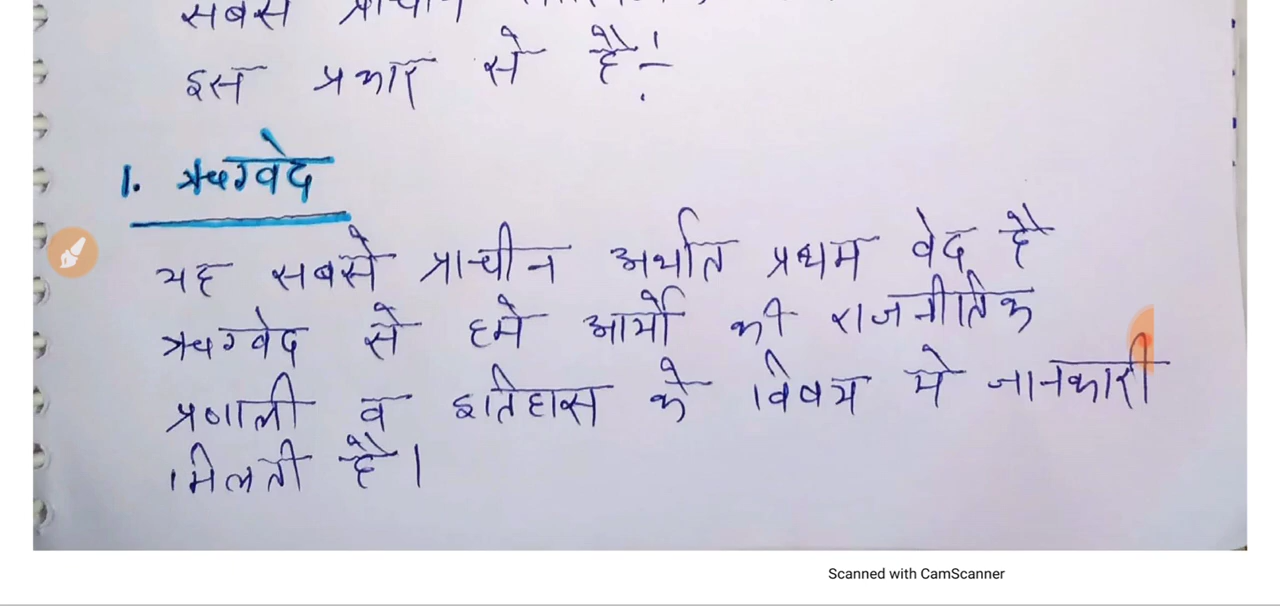 सबसे प्राचीन
इस प्रकार से है:-
1. ऋग्वेद
यह सबसे प्राचीन अर्थात प्रथम वेद है
ऋग्वेद से हमे आर्यो की राजनीतिक
प्रणाली व इतिहास के विषय मे जानकारी
मिलती है।
Scanned with CamScanner